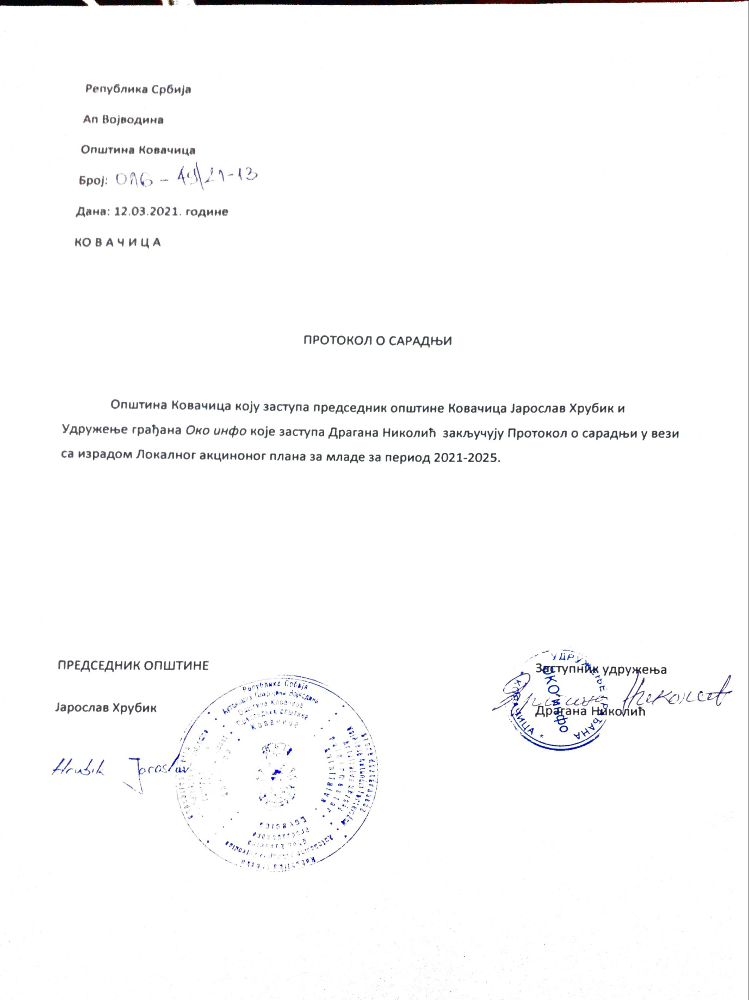 Република Србија
Ап Војводина
Општина Ковачица
Број: 016 - 49/21-13
Дана: 12.03.2021. године
КО В А Ч И Ц А
ПРОТОКОЛ О САРАДЊИ
Општина Ковачица коју заступа председник општине Ковачица Јарослав Хрубик и
Удружење грађана Око инфо које заступа Драгана Николић закључују Протокол о сарадњи у вези
са израдом Локалног акциноног плана за младе за период 2021-2025.
ПРЕДСЕДНИК ОПШТИНЕ
Јарослав Хрубик
Hrubik Jaroslav
Република Србија
Аутономна Покрајина Војводина
Општина Ковачица
Председник општине
Ковачица
Заступник удружења
Драгана Николић
УДРУЖЕЊЕ ГРАЂАНА
ОКО ИНФО
* КОВАЧИЦА *